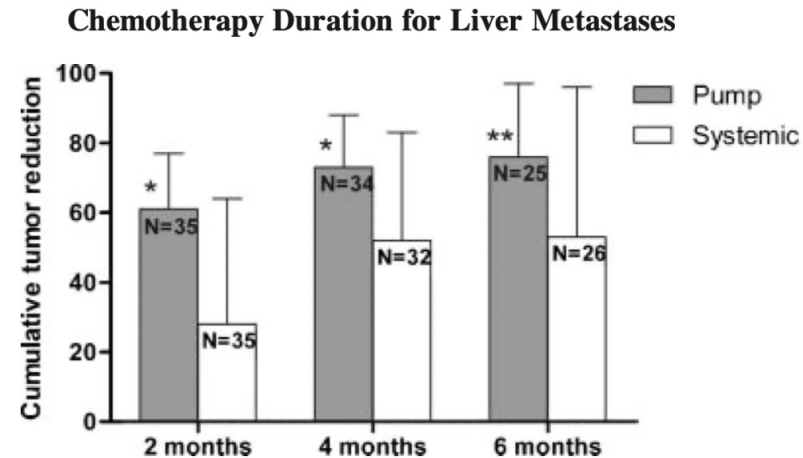 Chemotherapy Duration for Liver Metastases
Cumulative tumor reduction
100
80
60
40
20
0
*
N=35
N=35
*
N=34
N=32
**
N=25
N=26
2 months
4 months
6 months
Pump
Systemic